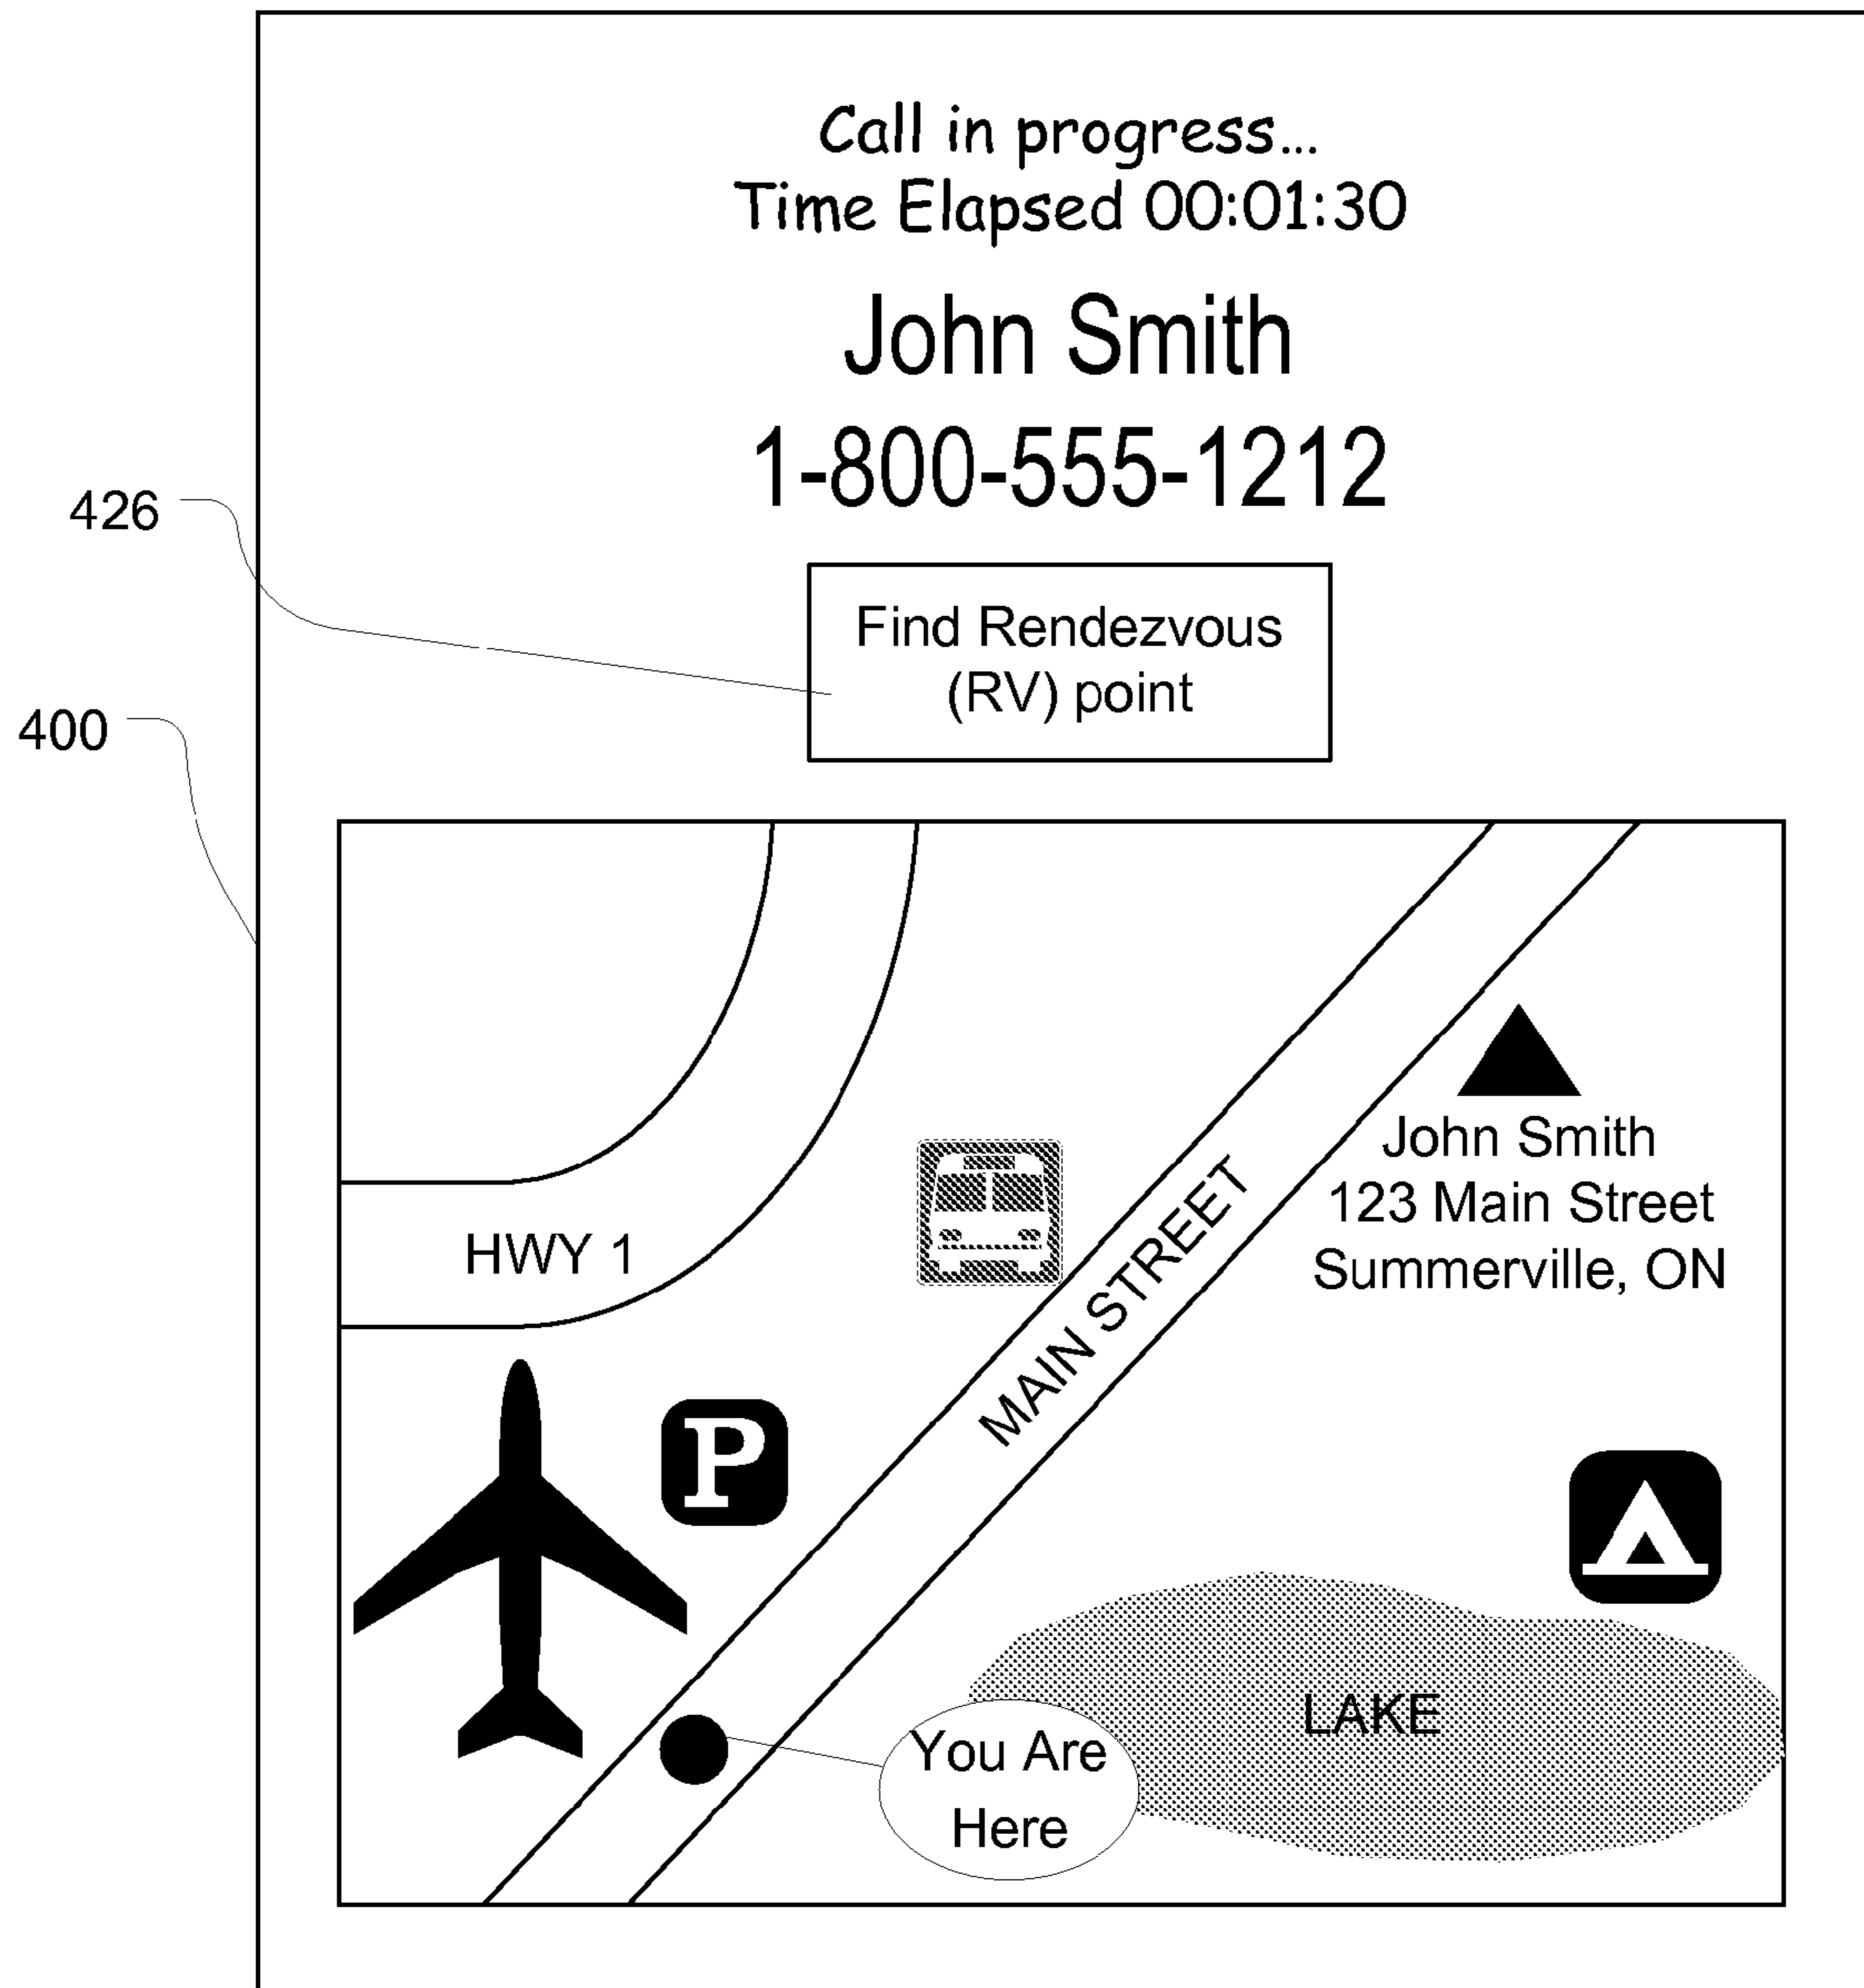 Call in progress...
Time Elapsed 00:01:30
John Smith
1-800-555-1212
426
Find Rendezvous
(RV) point
400
John Smith
123 Main Street
Summerville, ON
HWY 1
MAIN STREET
P
LAKE
You Are
Here